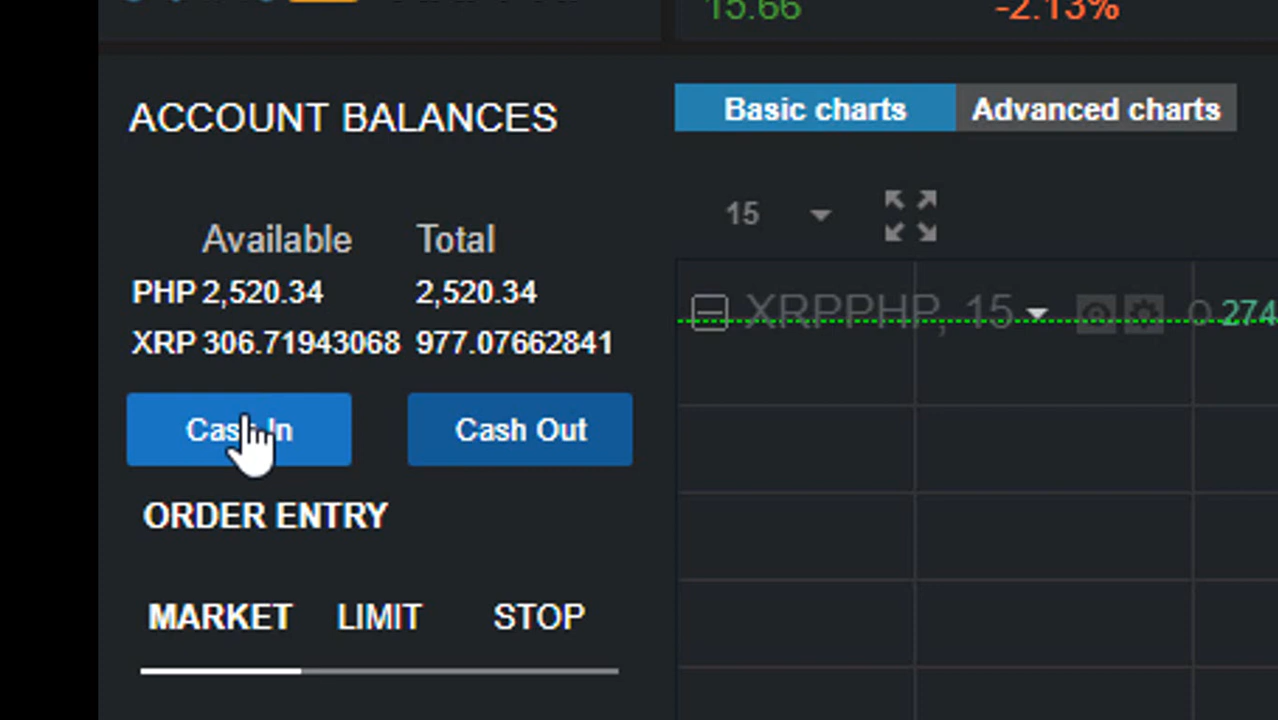 15.66 -2.13%
ACCOUNT BALANCES
Basic charts Advanced charts
15
Available Total
PHP 2,520.34 2,520.34
XRP 306.71943068 977.07662841
XRPPHP, 15 O 274
Cash In Cash Out
ORDER ENTRY
MARKET LIMIT STOP